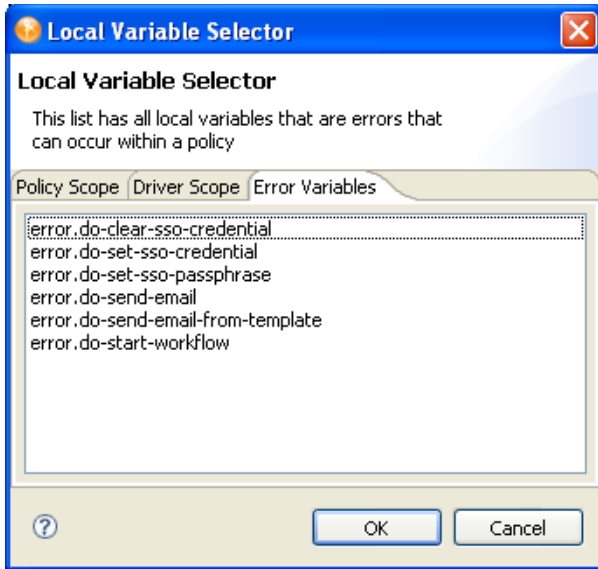 Local Variable Selector
Local Variable Selector
This list has all local variables that are errors that
can occur within a policy
Policy Scope Driver Scope Error Variables
error.do-clear-sso-credential
error.do-set-sso-credential
error.do-set-sso-passphrase
error.do-send-email
error.do-send-email-from-template
error.do-start-workflow
? OK Cancel